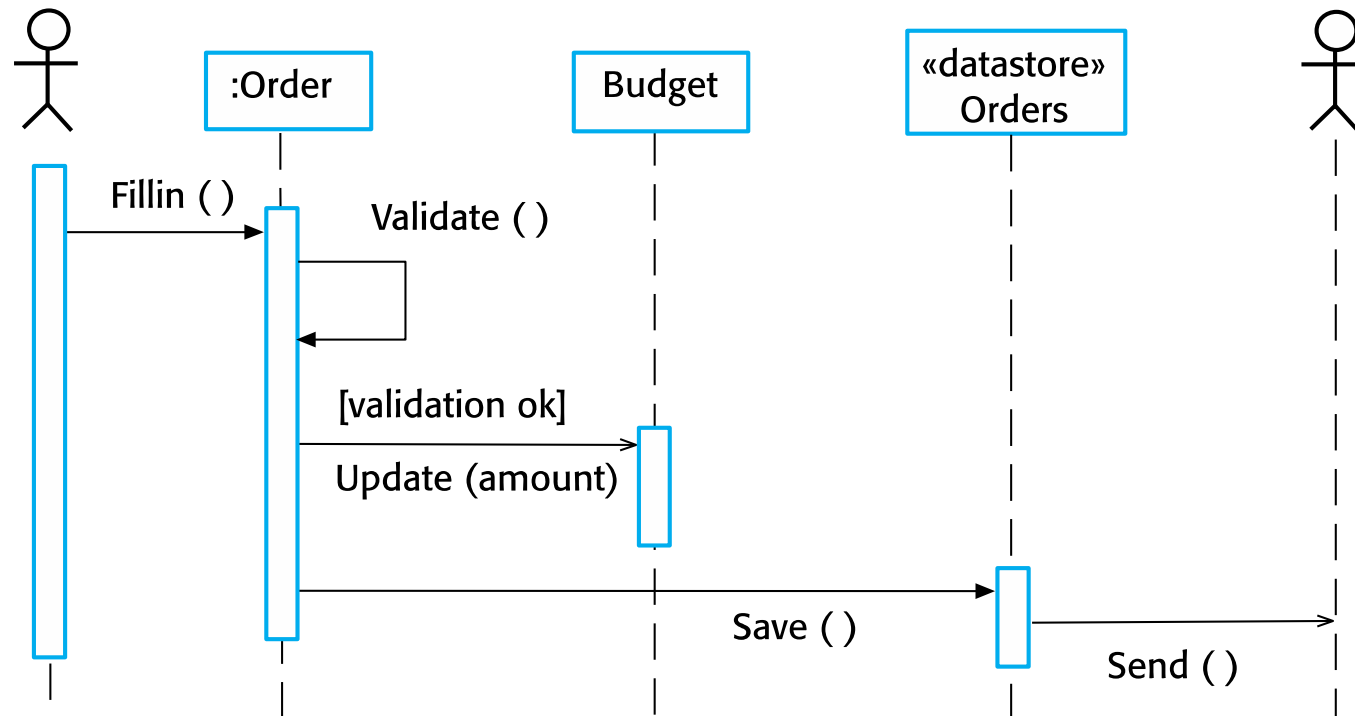 :Order
Budget
«datastore»
Orders
Fillin ( )
Validate ( )
[validation ok]
Update (amount)
Save ( )
Send ( )